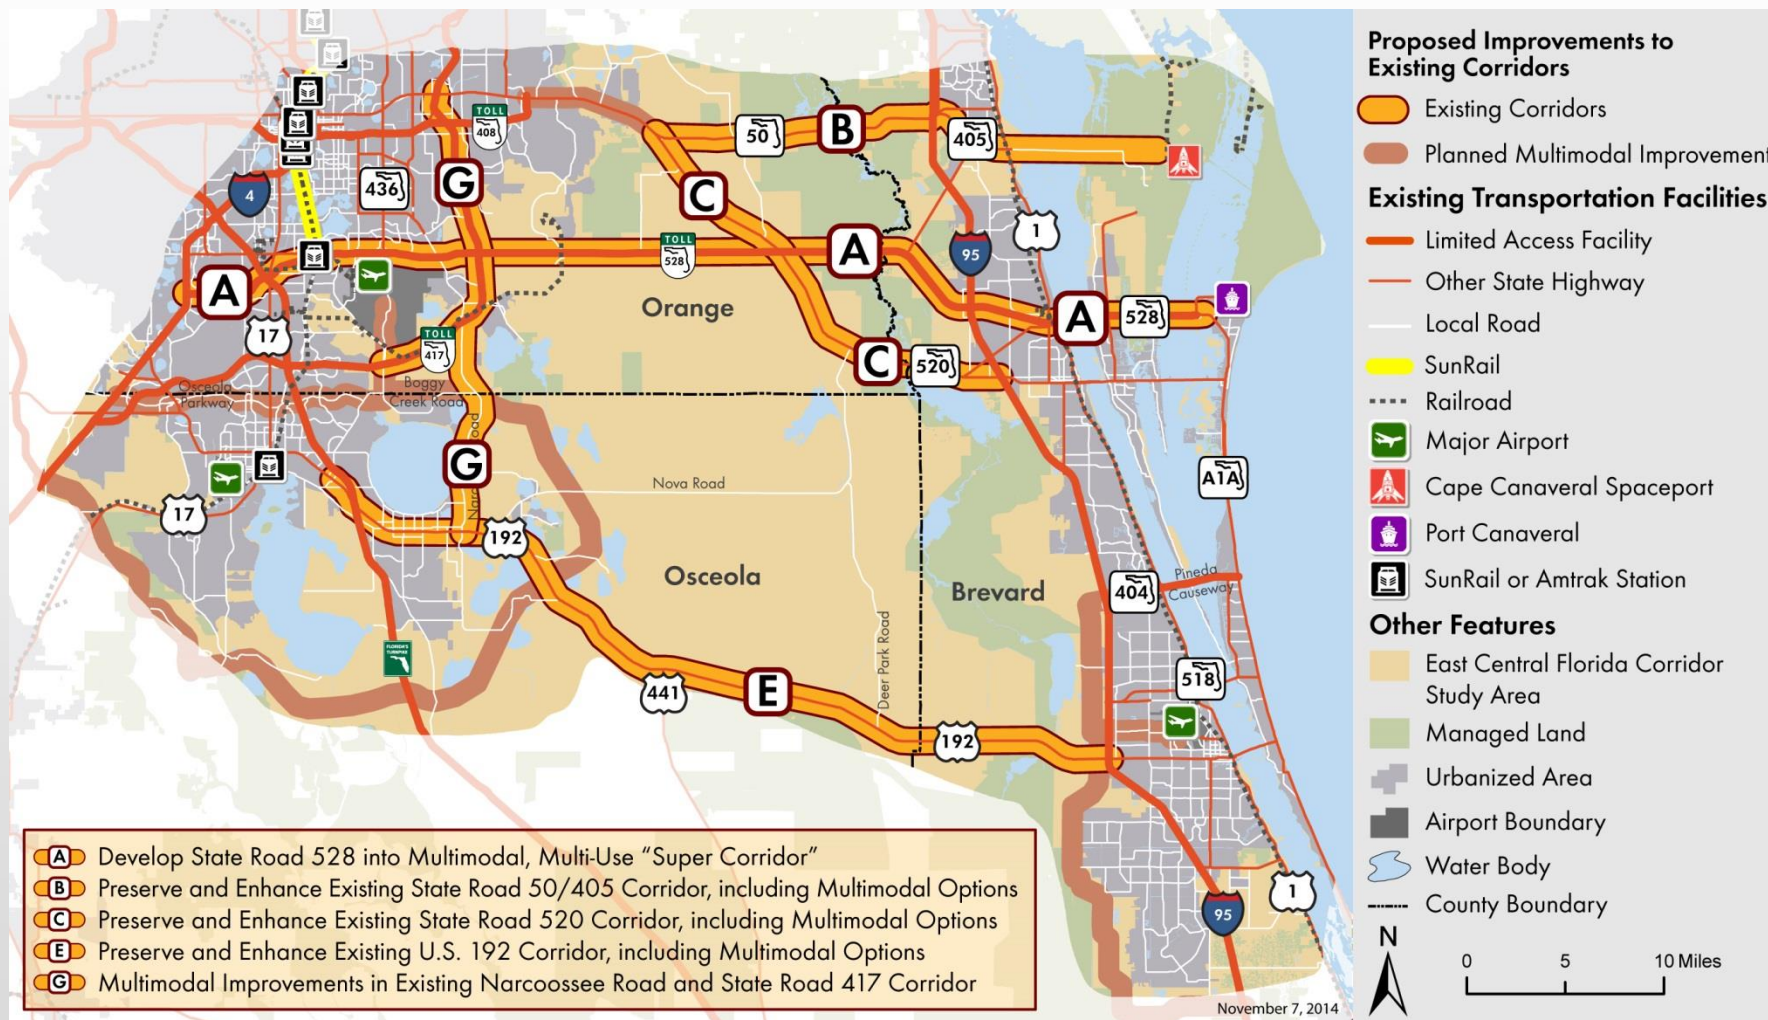 TOLL
408
50
B
405
G
436
4
C
1
A
TOLL
528
95
A
Orange
A
528
17
TOLL
417
C
520
Osceola
Parkway
Boggy
Creek Road
G
Nova Road
A1A
17
192
Osceola
Brevard
404
Pineda
Causeway
FLORIDA'S
TURNPIKE
Deer Park Road
441
E
518
192
1
95
A Develop State Road 528 into Multimodal, Multi-Use “Super Corridor”
B Preserve and Enhance Existing State Road 50/405 Corridor, including Multimodal Options
C Preserve and Enhance Existing State Road 520 Corridor, including Multimodal Options
E Preserve and Enhance Existing U.S. 192 Corridor, including Multimodal Options
G Multimodal Improvements in Existing Narcoossee Road and State Road 417 Corridor
November 7, 2014
Proposed Improvements to
Existing Corridors
Existing Corridors
Planned Multimodal Improvement
Existing Transportation Facilities
Limited Access Facility
Other State Highway
Local Road
SunRail
Railroad
Major Airport
Cape Canaveral Spaceport
Port Canaveral
SunRail or Amtrak Station
Other Features
East Central Florida Corridor
Study Area
Managed Land
Urbanized Area
Airport Boundary
Water Body
County Boundary
N
0 5 10 Miles